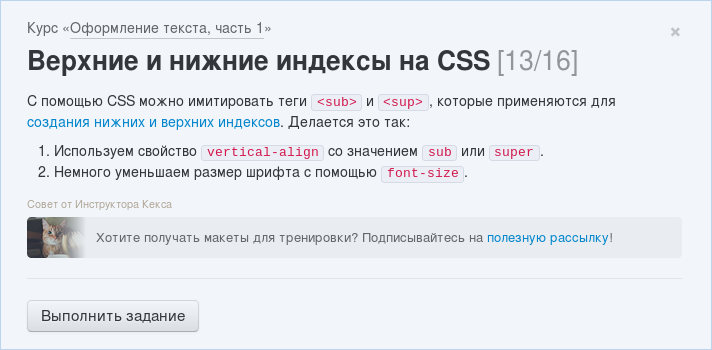 Курс «Оформление текста, часть 1»
×
Верхние и нижние индексы на CSS [13/16]
С помощью CSS можно имитировать теги <sub> и <sup>, которые применяются для
создания нижних и верхних индексов. Делается это так:
1. Используем свойство vertical-align со значением sub или super.
2. Немного уменьшаем размер шрифта с помощью font-size.
Совет от Инструктора Кекса
Хотите получать макеты для тренировки? Подписывайтесь на полезную рассылку!
Выполнить задание